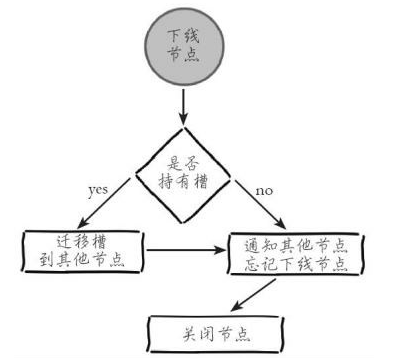 下线
节点
是否
持有槽
yes
no
迁移槽
到其他节点
通知其他节点
忘记下线节点
关闭节点